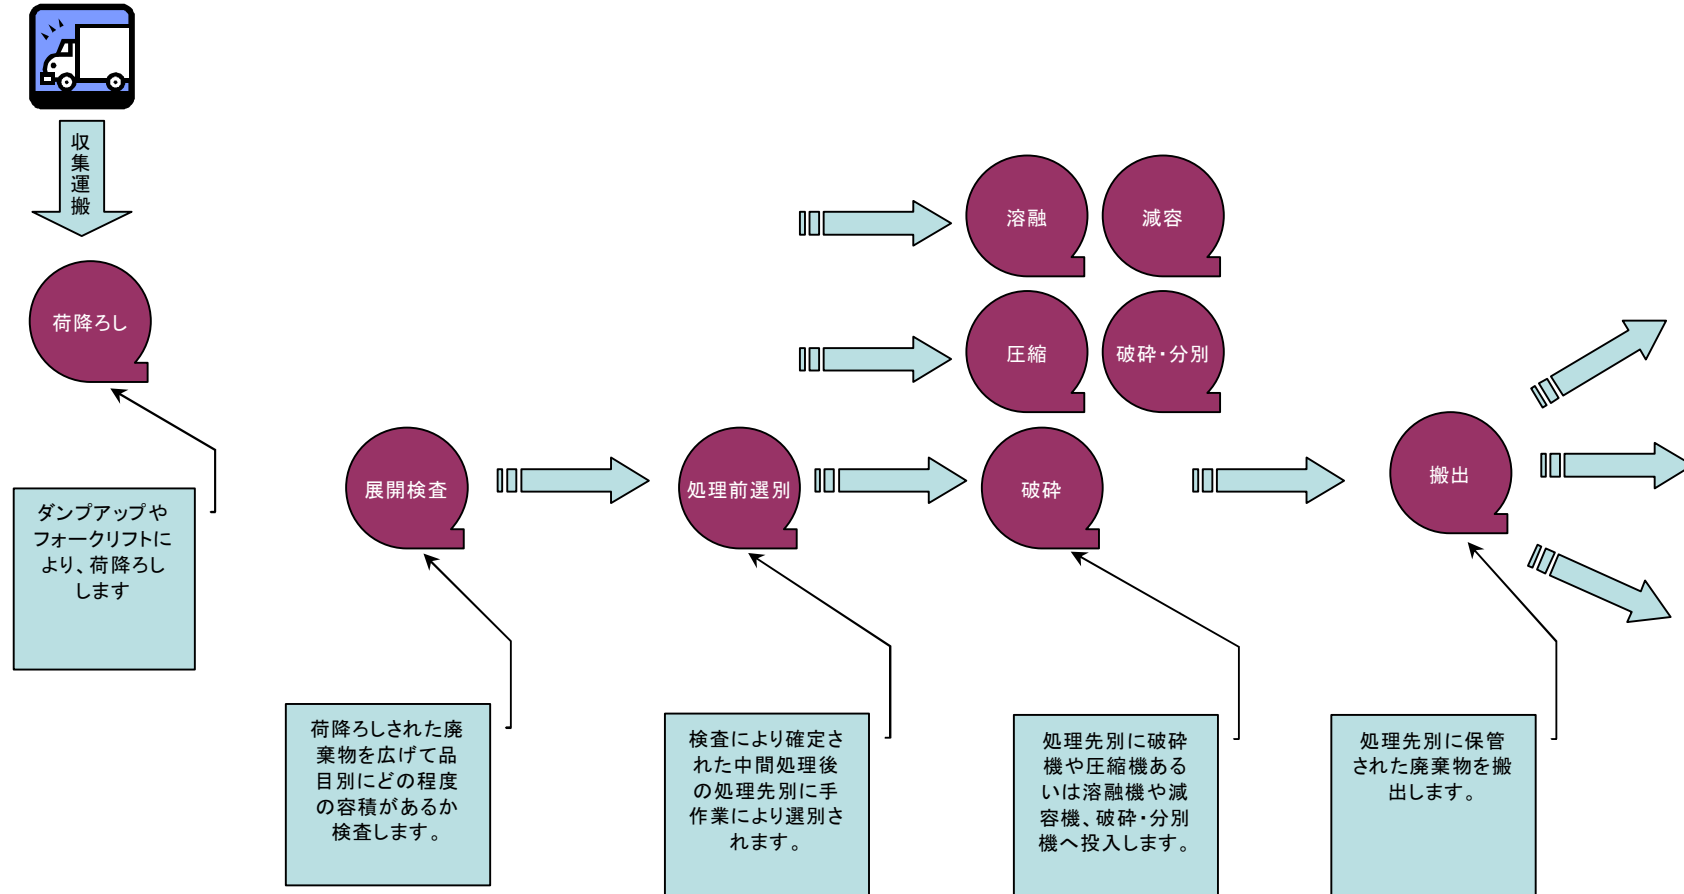 収集運搬
溶融
減容
荷降ろし
圧縮
破砕・分別
展開検査
処理前選別
破砕
搬出
ダンプアップや
フォークリフトに
より、荷降ろし
します
荷降ろしされた廃
棄物を広げて品
目別にどの程度
の容積があるか
検査します。
検査により確定さ
れた中間処理後
の処理先別に手
作業により選別さ
れます。
処理先別に破砕
機や圧縮機ある
いは溶融機や減
容機、破砕・分別
機へ投入します。
処理先別に保管
された廃棄物を搬
出します。